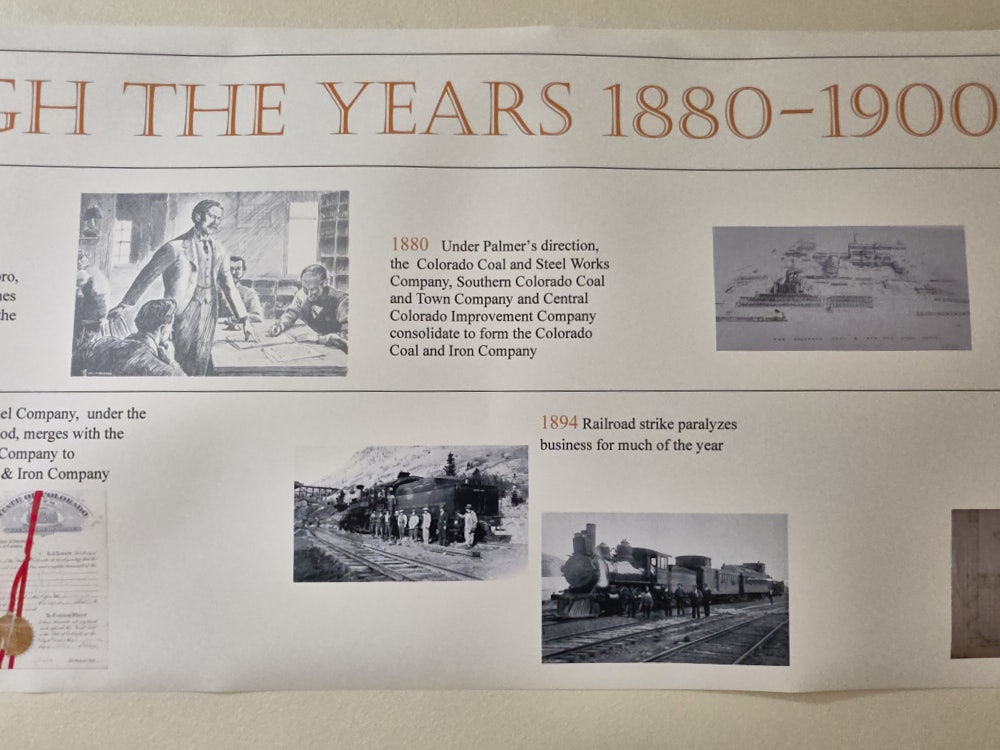 GH THE YEARS 1880–1900
1880 Under Palmer's direction,
the Colorado Coal and Steel Works
Company, Southern Colorado Coal
and Town Company and Central
Colorado Improvement Company
consolidate to form the Colorado
Coal and Iron Company
oro,
nes
the
el Company, under the
od, merges with the
Company to
& Iron Company
STATE OF COLORADO
1894 Railroad strike paralyzes
business for much of the year